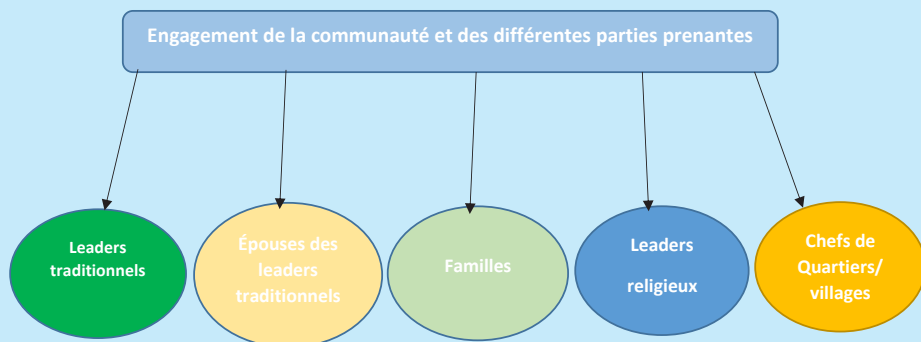 Engagement de la communauté et des différentes parties prenantes
Leaders
traditionnels
Épouses des
leaders
traditionnels
Familles
Leaders
religieux
Chefs de
Quartiers/
villages